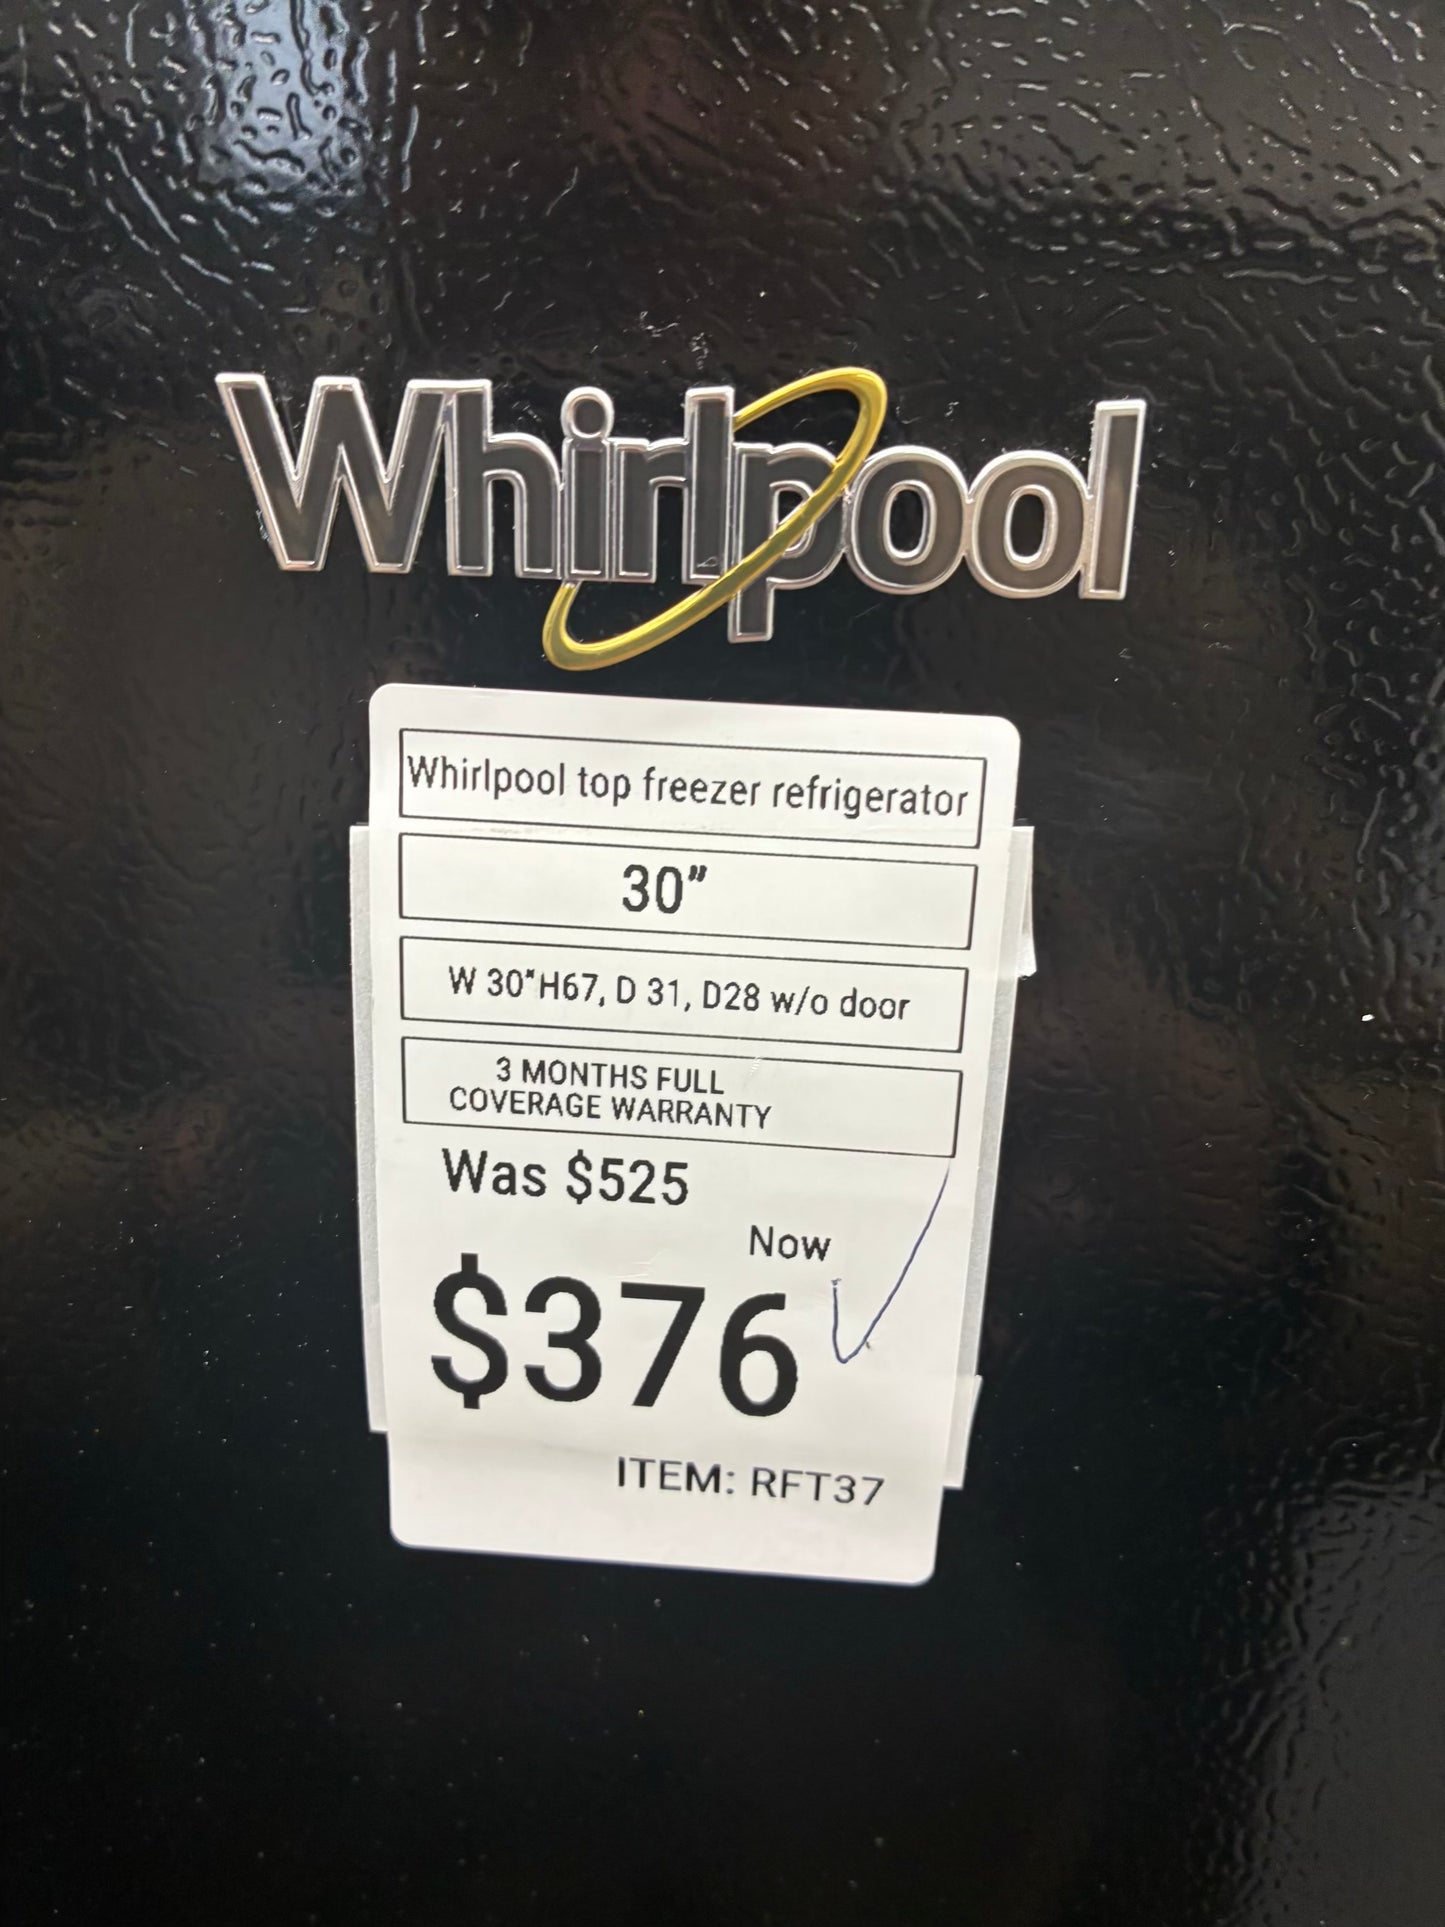 Whirlpool
Whirlpool top freezer refrigerator
30"
W 30"H67, D 31, D28 w/o door
3 MONTHS FULL
COVERAGE WARRANTY
Was $525
Now
$376
ITEM: RFT37